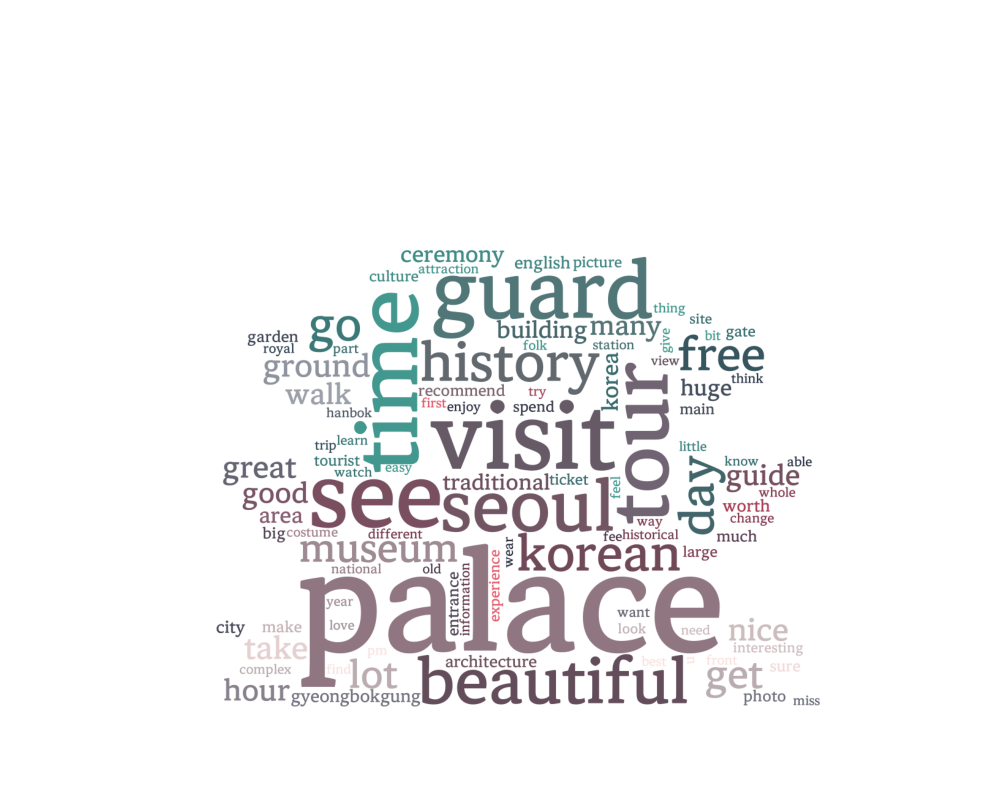 ceremony
english picture
culture attraction
guard
time
thing
site
go
building many
give
bit gate
garden
royal part
folk
station
view free
history
ground
korea
tour
huge think
walk
recommend try
first enjoy spend
main
hanbok
visit
trip learn
little
tourist
watch easy
day
know able
great
traditional ticket
feel
guide
whole
good see seoul
worth
area
way
change
big costume different
fee historical
much
museum
wear
korean large
national
old
experience
palace
entrance
information
year
want
city make
love
look need nice
take
pm
interesting
complex find lot
architecture
best
front
get sure
hour gyeongbokgung beautiful
photo miss